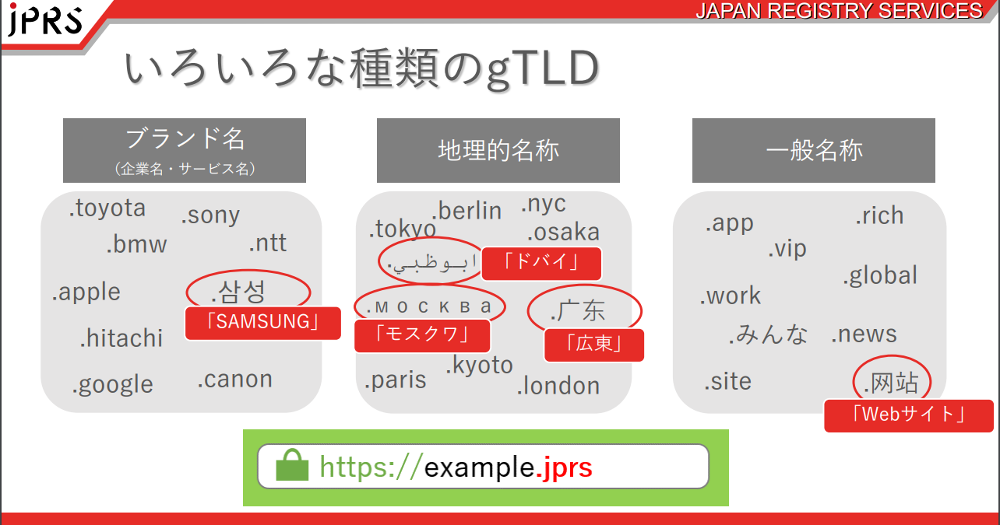 JPRS
JAPAN REGISTRY SERVICES
いろいろな種類のgTLD
ブランド名
（企業名・サービス名）
.toyota
.sony
.bmw
.ntt
.apple
.삼성
「SAMSUNG」
.hitachi
.google
.canon
地理的名称
.berlin
.nyc
.tokyo
.osaka
.ابوظبي
「ドバイ」
.москва
「モスクワ」
.广东
「広東」
.kyoto
.paris
.london
一般名称
.app
.rich
.vip
.global
.work
.みんな
.news
.site
.网站
「Webサイト」
https://example.jprs